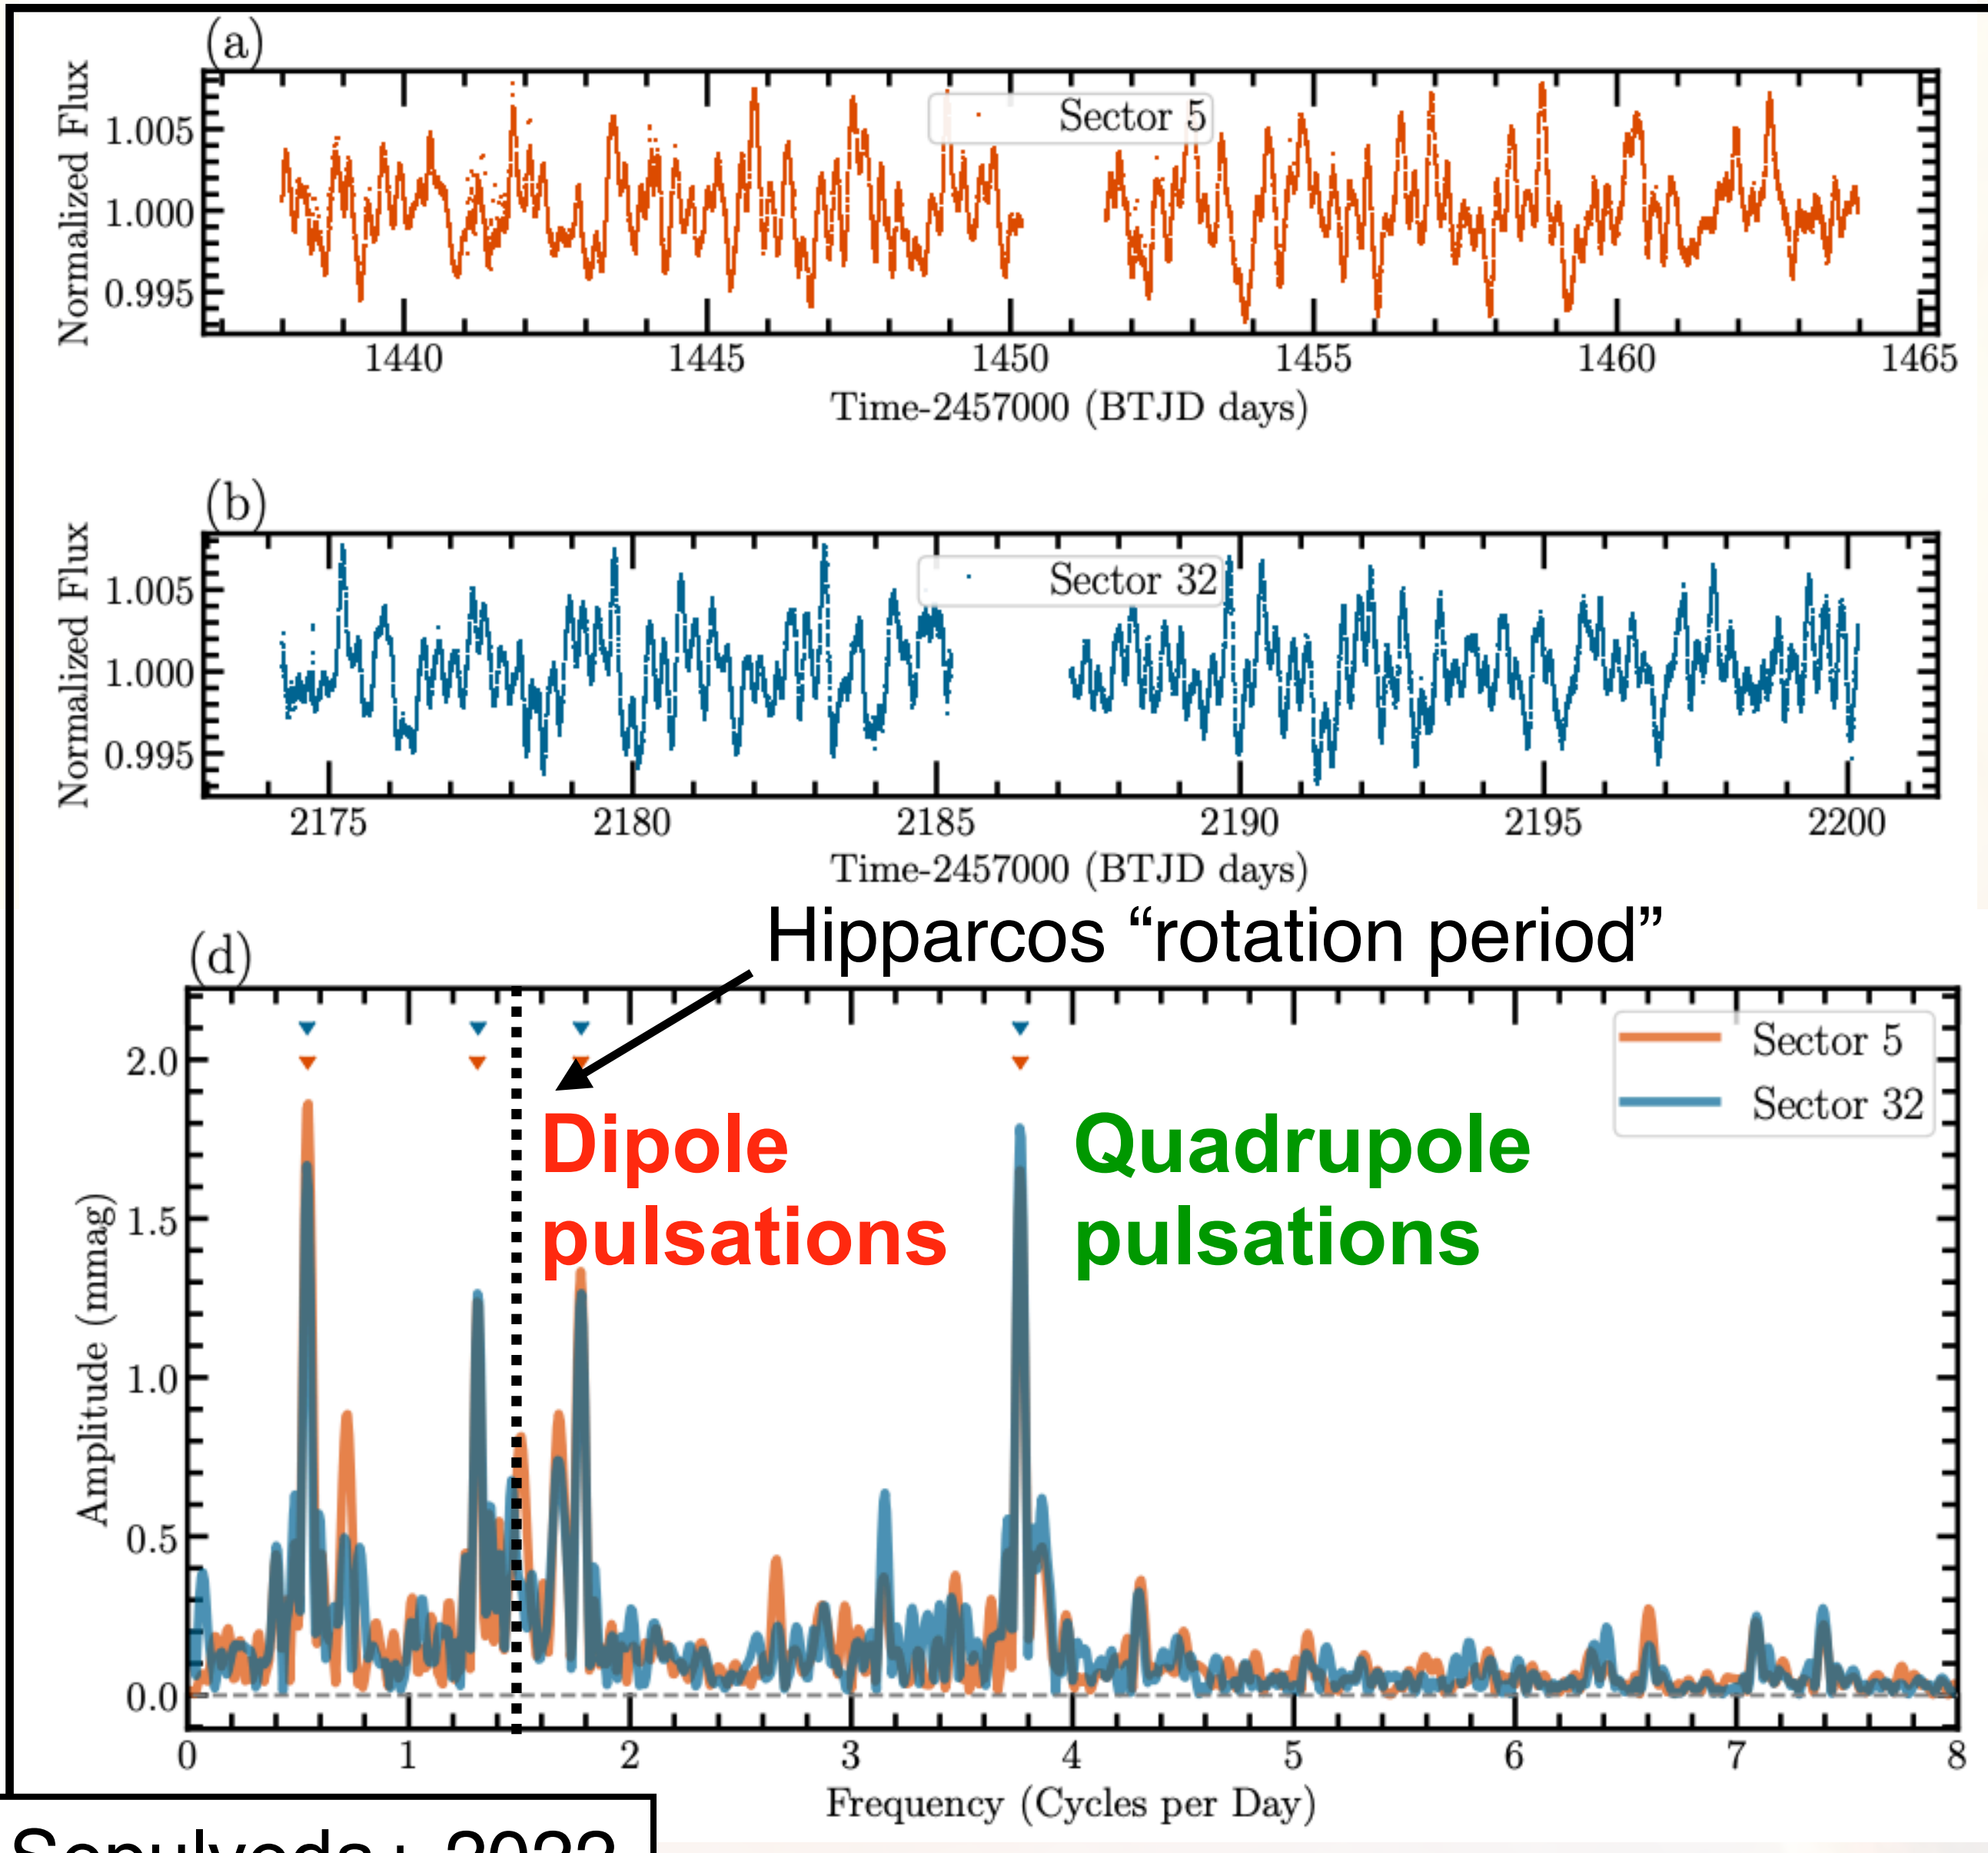 (a)
Normalized Flux
1.005
1.000
0.995
Sector 5
1440 1445 1450 1455 1460 1465
Time-2457000 (BTJD days)
(b)
Normalized Flux
1.005
1.000
0.995
Sector 32
2175 2180 2185 2190 2195 2200
Time-2457000 (BTJD days)
Hipparcos “rotation period”
(d)
Amplitude (mmag)
2.0
1.5
1.0
0.5
0.0
Sector 5
Sector 32
Dipole
pulsations
Quadrupole
pulsations
0 1 2 3 4 5 6 7 8
Frequency (Cycles per Day)
Sepulveda+ 2022